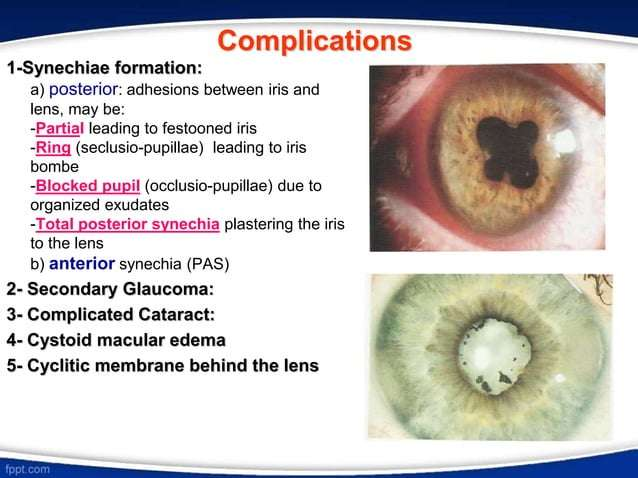 Complications
1-Synechiae formation:
a) posterior: adhesions between iris and
lens, may be:
-Partial leading to festooned iris
-Ring (seclusio-pupillae)  leading to iris
bombe
-Blocked pupil (occlusio-pupillae) due to
organized exudates
-Total posterior synechia plastering the iris
to the lens
b) anterior synechia (PAS)
2- Secondary Glaucoma:
3- Complicated Cataract:
4- Cystoid macular edema
5- Cyclitic membrane behind the lens
fppt.com